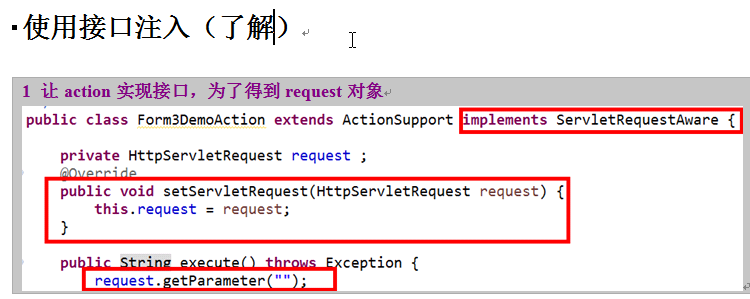 ▪使用接口注入（了解）
1 让 action 实现接口，为了得到 request 对象
public class Form3DemoAction extends ActionSupport implements ServletRequestAware {
private HttpServletRequest request ;
@Override
public void setServletRequest(HttpServletRequest request) {
this.request = request;
}
public String execute() throws Exception {
request.getParameter("");